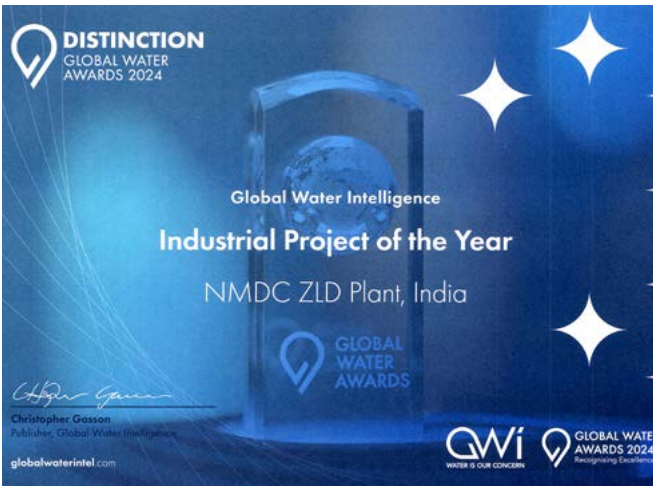 DISTINCTION
GLOBAL WATER
AWARDS 2024
Global Water Intelligence
Industrial Project of the Year
NMDC ZLD Plant, India
GLOBAL
WATER
AWARDS
Christopher Gasson
Publisher, Global Water Intelligence
globalwaterintel.com
GWi
WATER IS OUR CONCERN
GLOBAL WATE
AWARDS 2024
Recognising Excellence